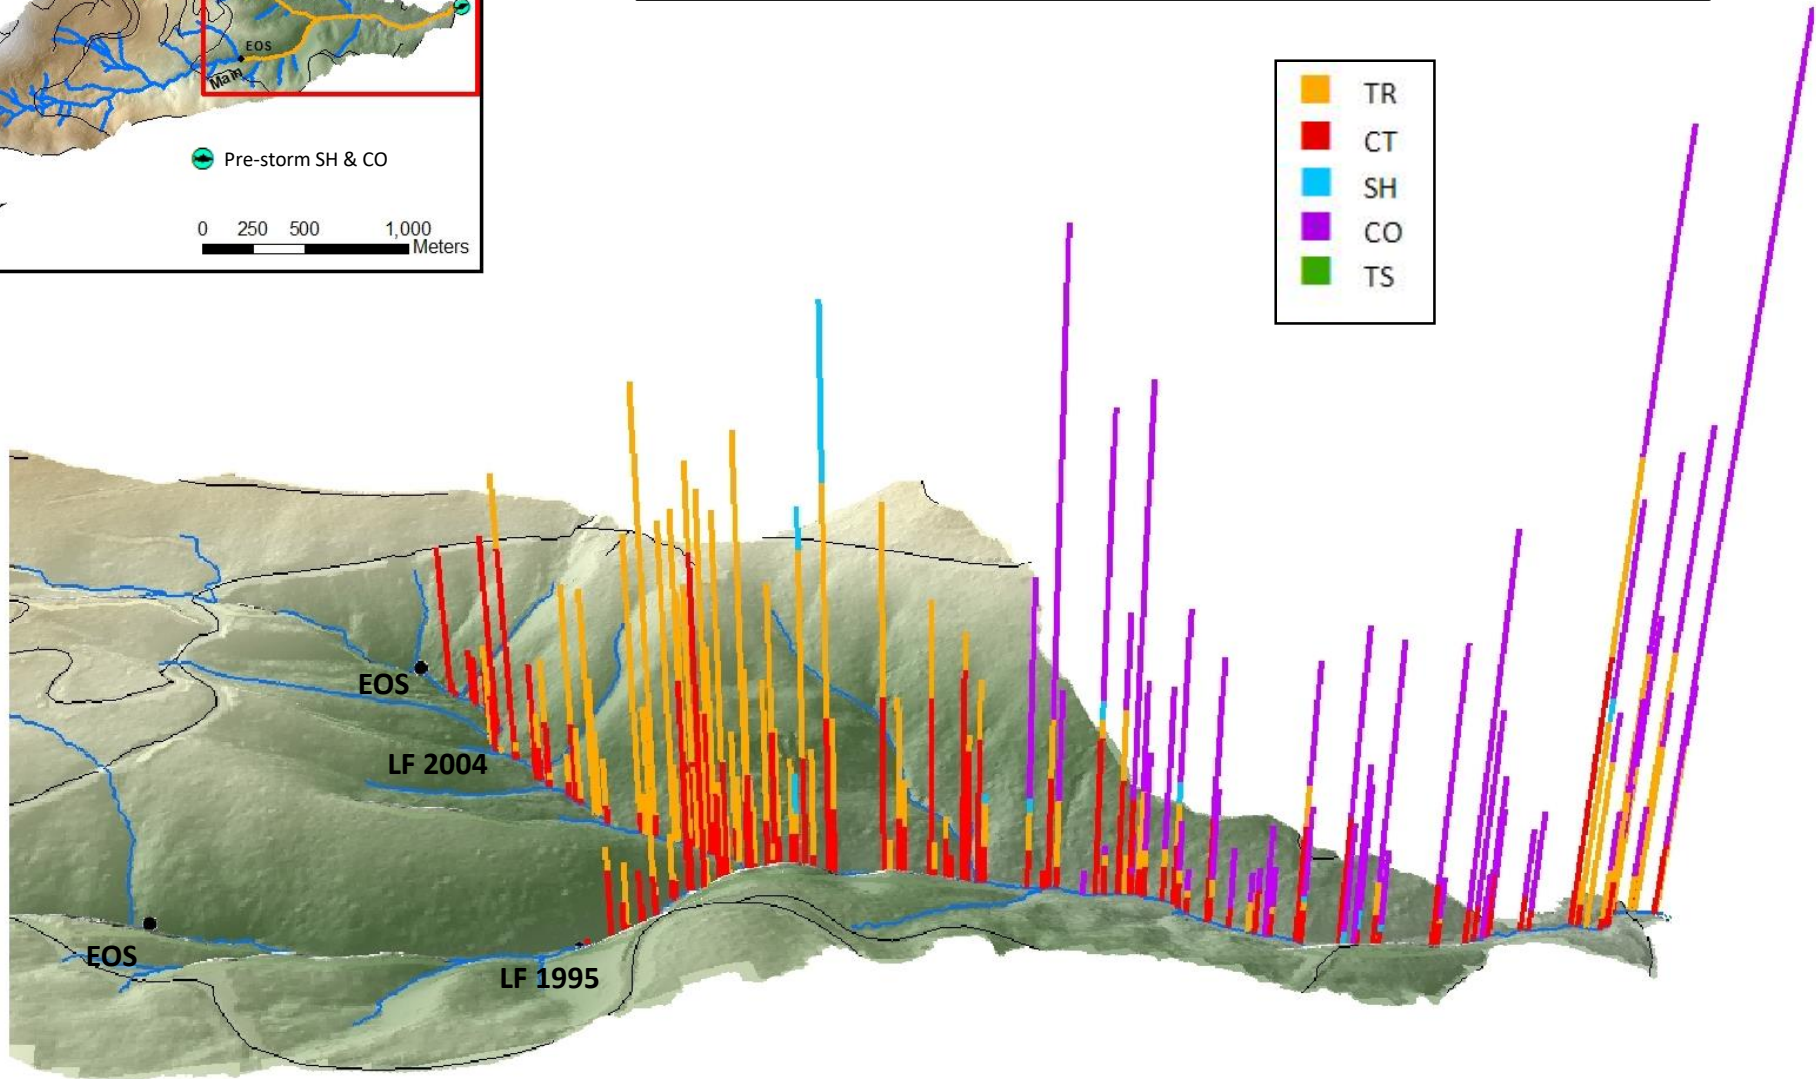 EOS
Main
Pre-storm SH & CO
0 250 500 1,000
Meters
TR
CT
SH
CO
TS
EOS
LF 2004
EOS
LF 1995